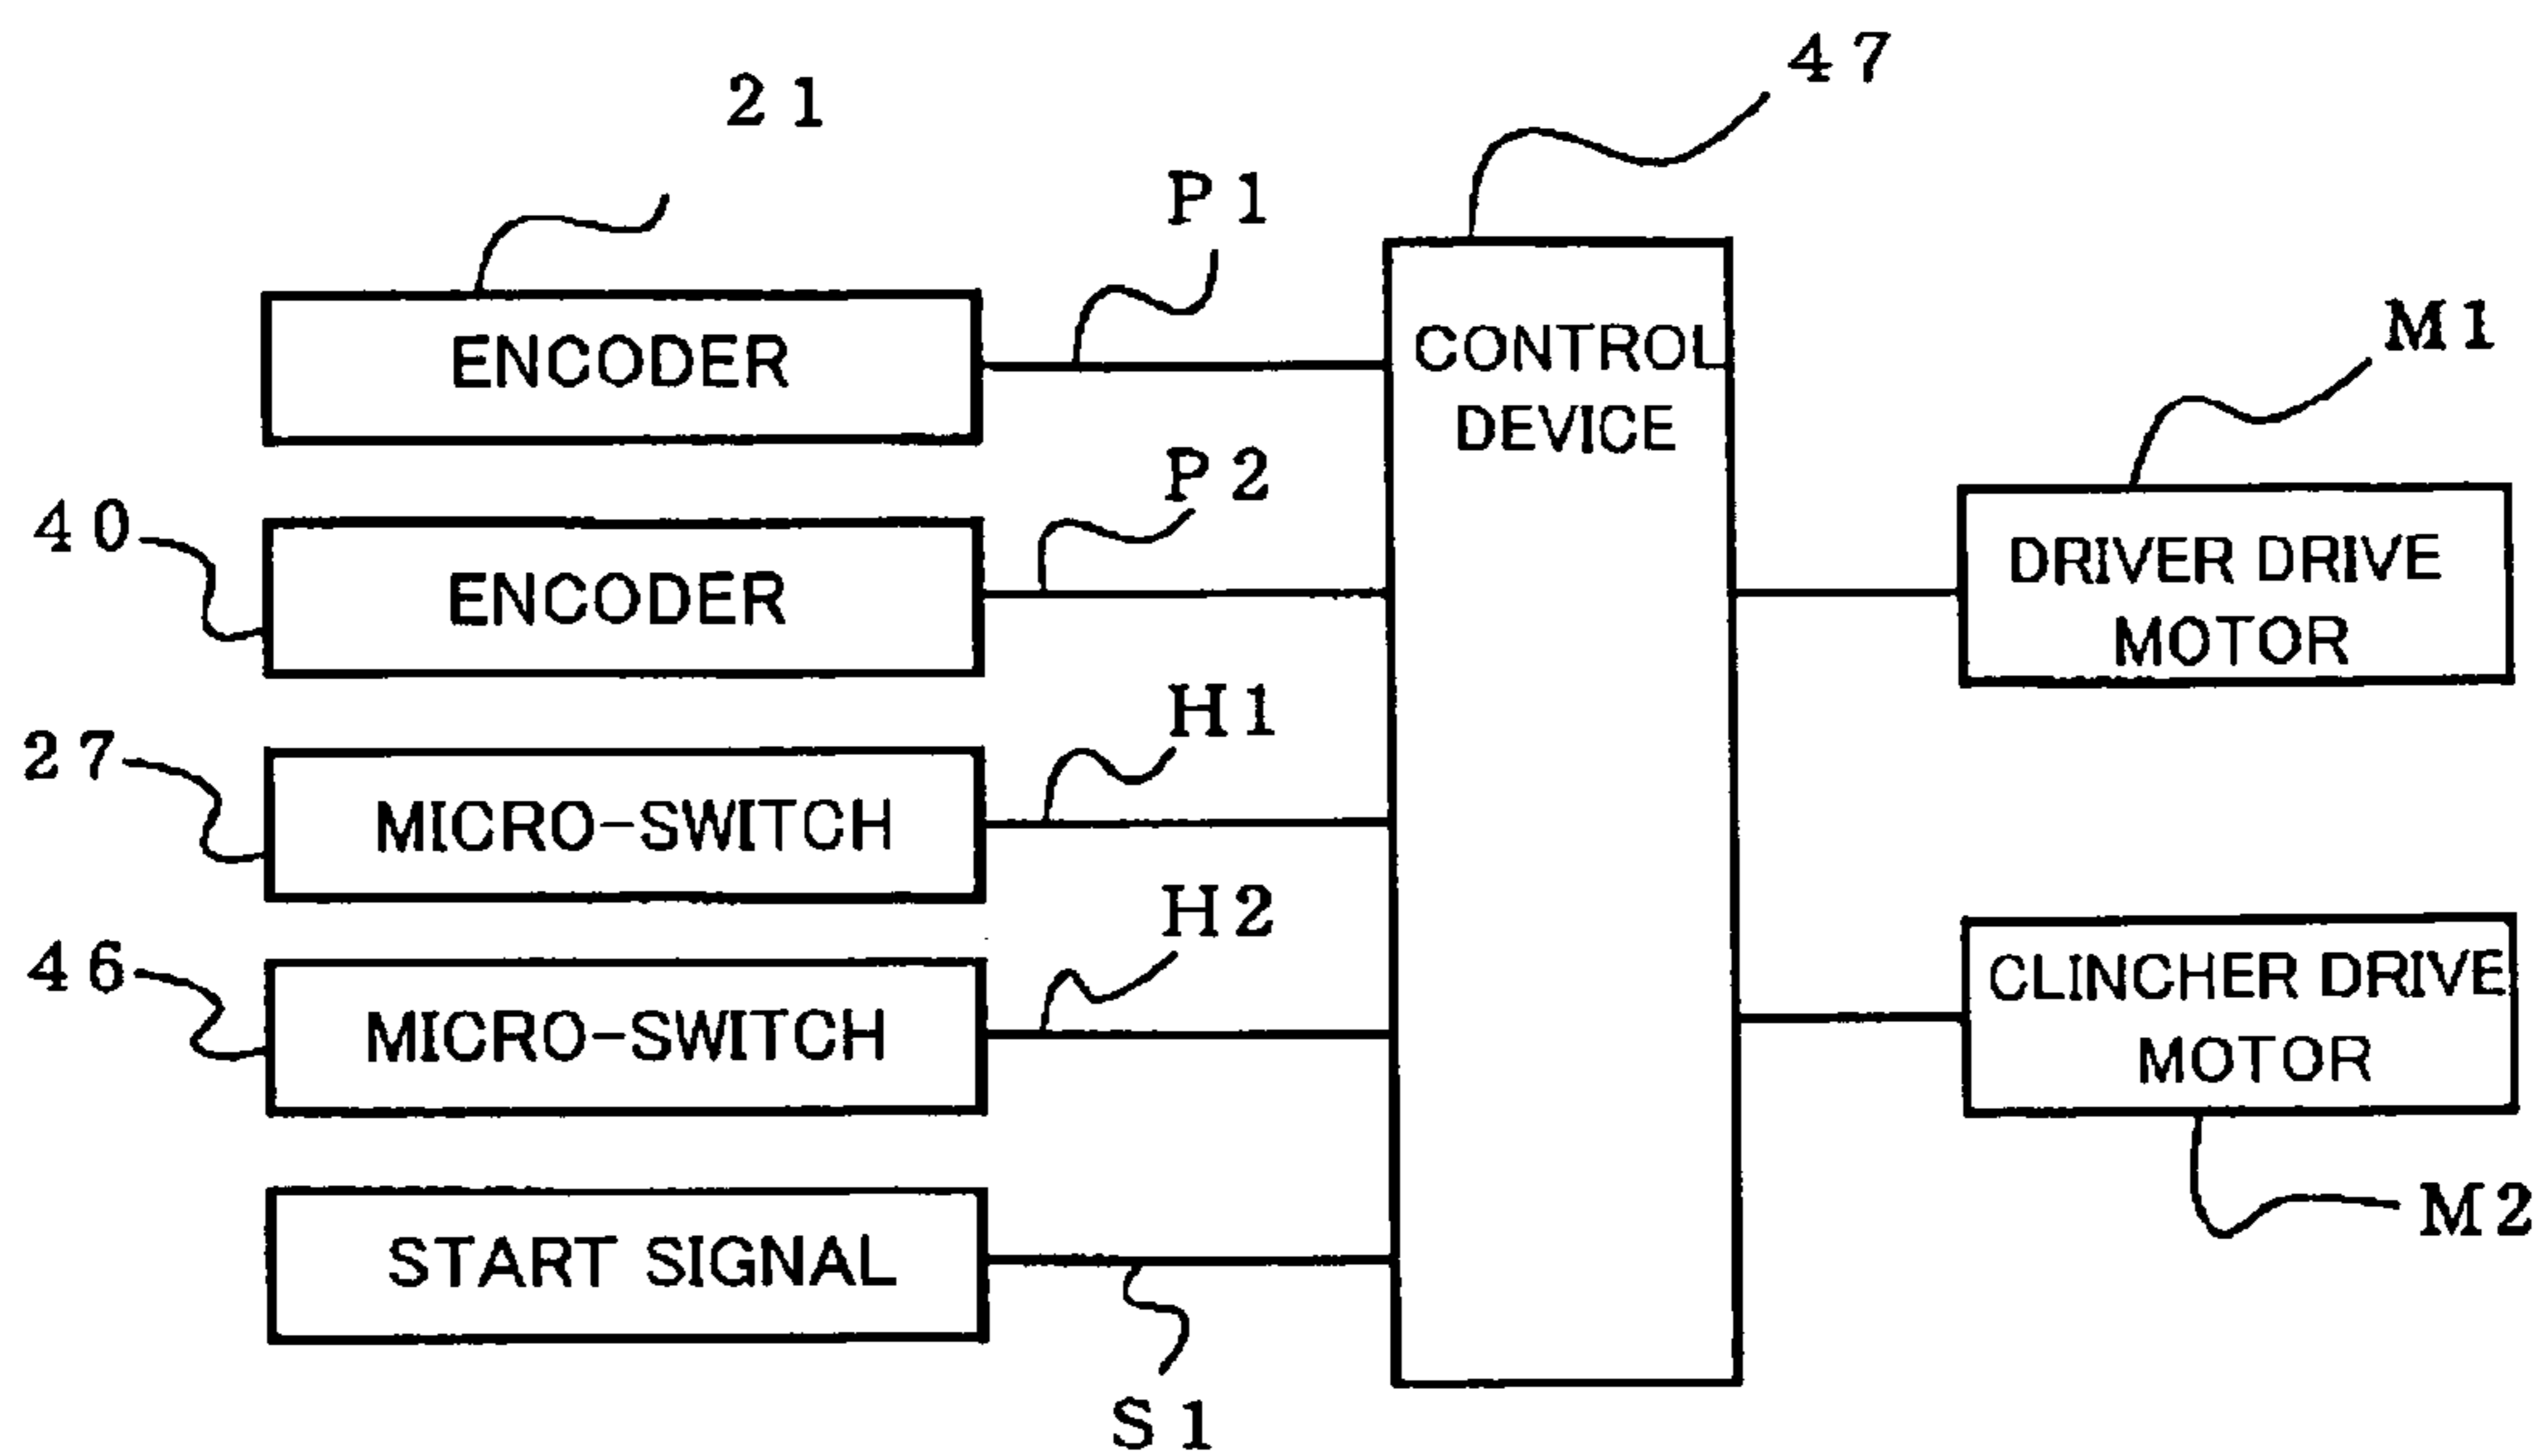 21
ENCODER
P1
47
CONTROL
DEVICE
40
ENCODER
P2
27
MICRO-SWITCH
H1
46
MICRO-SWITCH
H2
START SIGNAL
S1
M1
DRIVER DRIVE
MOTOR
CLINCHER DRIVE
MOTOR
M2